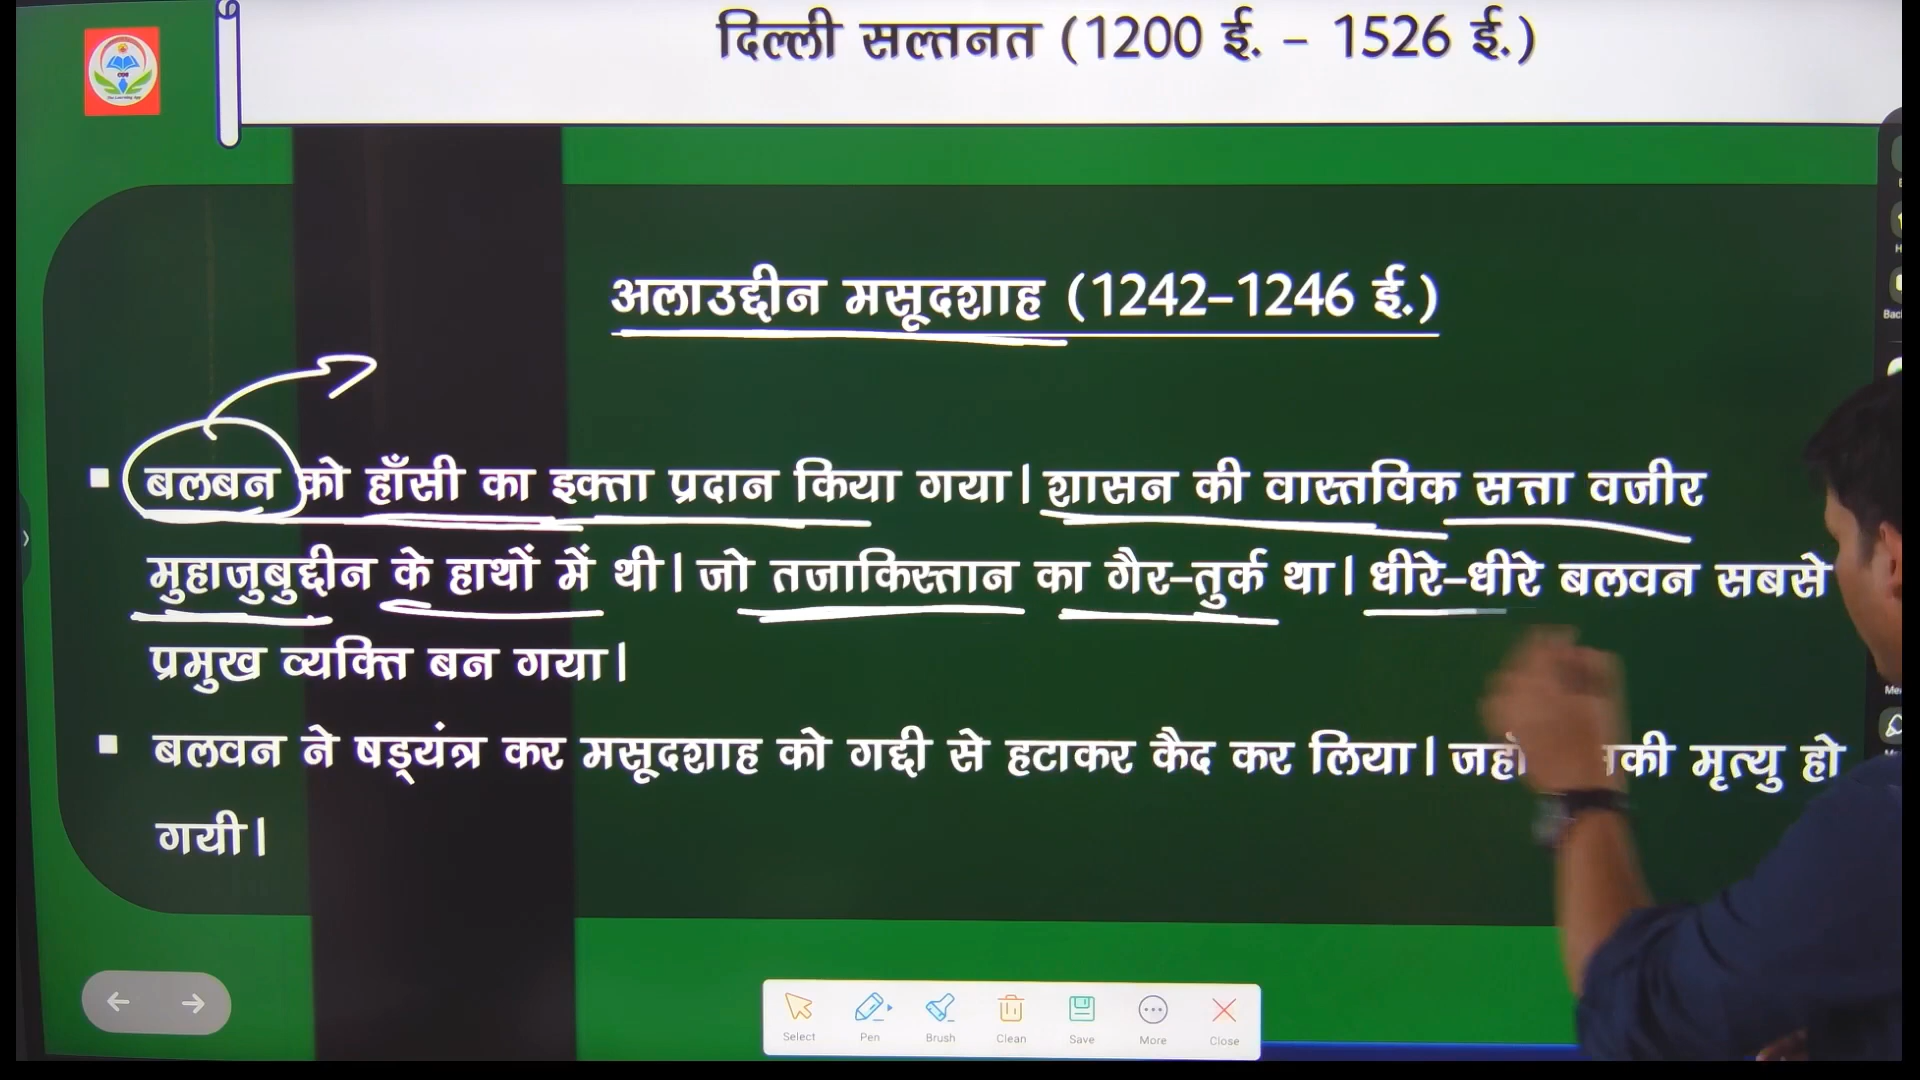 दिल्ली सल्तनत (1200 ई. – 1526 ई.)
अलाउद्दीन मसूदशाह (1242–1246 ई.)
▪ बलबन को हाँसी का इक्ता प्रदान किया गया। शासन की वास्तविक सत्ता वजीर
मुहाजुबुद्दीन के हाथों में थी। जो तजाकिस्तान का गैर–तुर्क था। धीरे–धीरे बलवन सबसे
प्रमुख व्यक्ति बन गया।
▪ बलवन ने षड्यंत्र कर मसूदशाह को गद्दी से हटाकर कैद कर लिया। मृत्यु हो
गयी।
Select Pen Brush Clean Save More Close